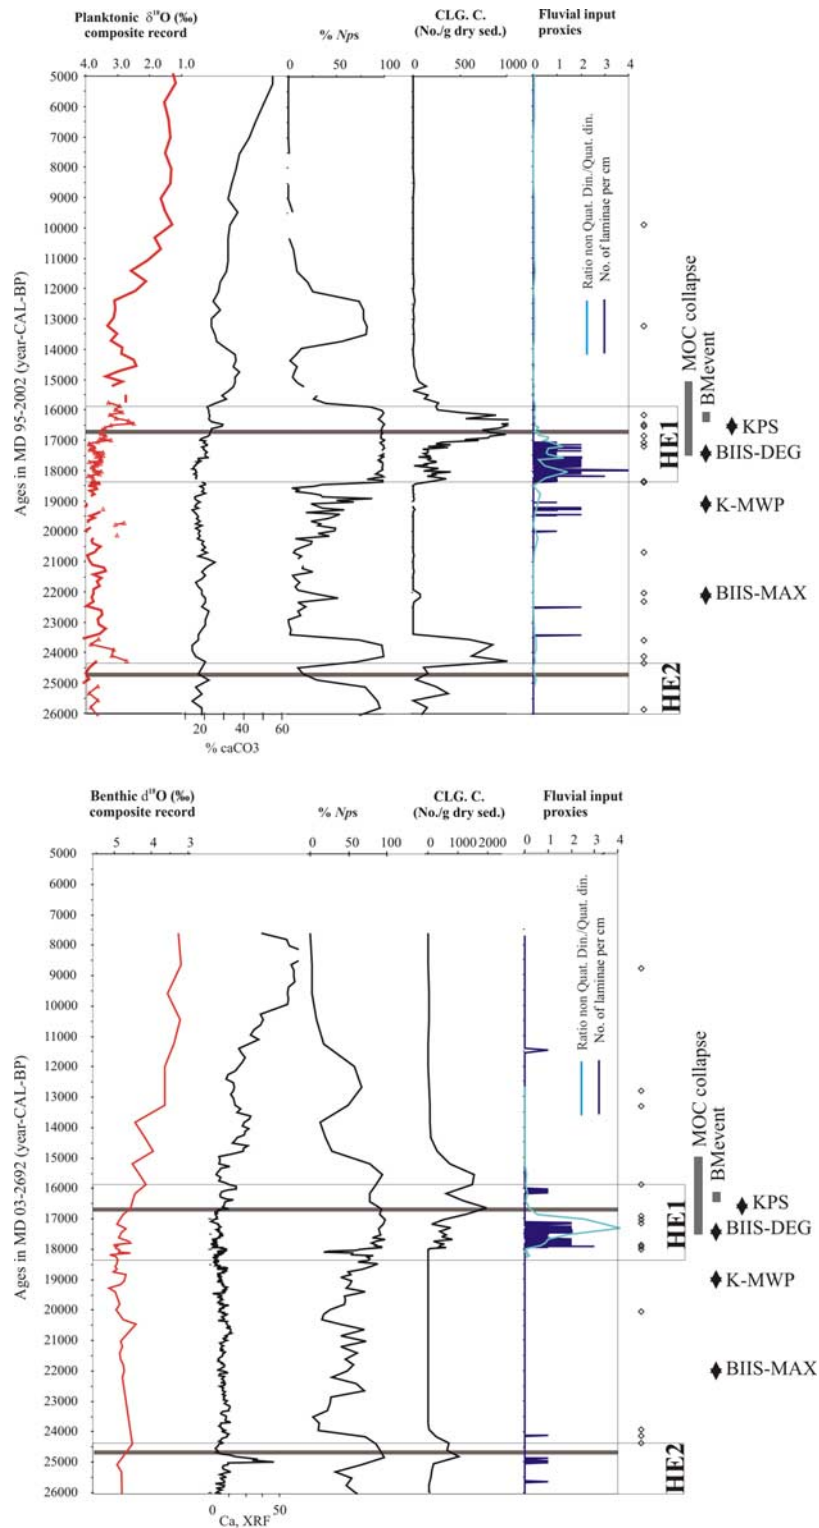 Planktonic δ¹⁸O (‰)
composite record
% Nps
CLG. C.
(No./g dry sed.)
Fluvial input
proxies
4.0 3.0 2.0 1.0
0 50 100
0 500 1000
0 1 2 3 4
Ages in MD 95-2002 (year-CAL-BP)
5000
6000
7000
8000
9000
10000
11000
12000
13000
14000
15000
16000
17000
18000
19000
20000
21000
22000
23000
24000
25000
26000
Ratio non Quat. Din./Quat. din.
No. of laminae per cm
MOC collapse
BMevent
HE1
KPS
BIIS-DEG
K-MWP
BIIS-MAX
HE2
20 40 60
% caCO3
Benthic d¹⁸O (‰)
composite record
% Nps
CLG. C.
(No./g dry sed.)
Fluvial input
proxies
5 4 3
0 50 100
0 1000 2000
0 1 2 3 4
Ages in MD 03-2692 (year-CAL-BP)
5000
6000
7000
8000
9000
10000
11000
12000
13000
14000
15000
16000
17000
18000
19000
20000
21000
22000
23000
24000
25000
26000
Ratio non Quat. Din./Quat. din.
No. of laminae per cm
MOC collapse
BMevent
HE1
KPS
BIIS-DEG
K-MWP
BIIS-MAX
HE2
0 50
Ca, XRF